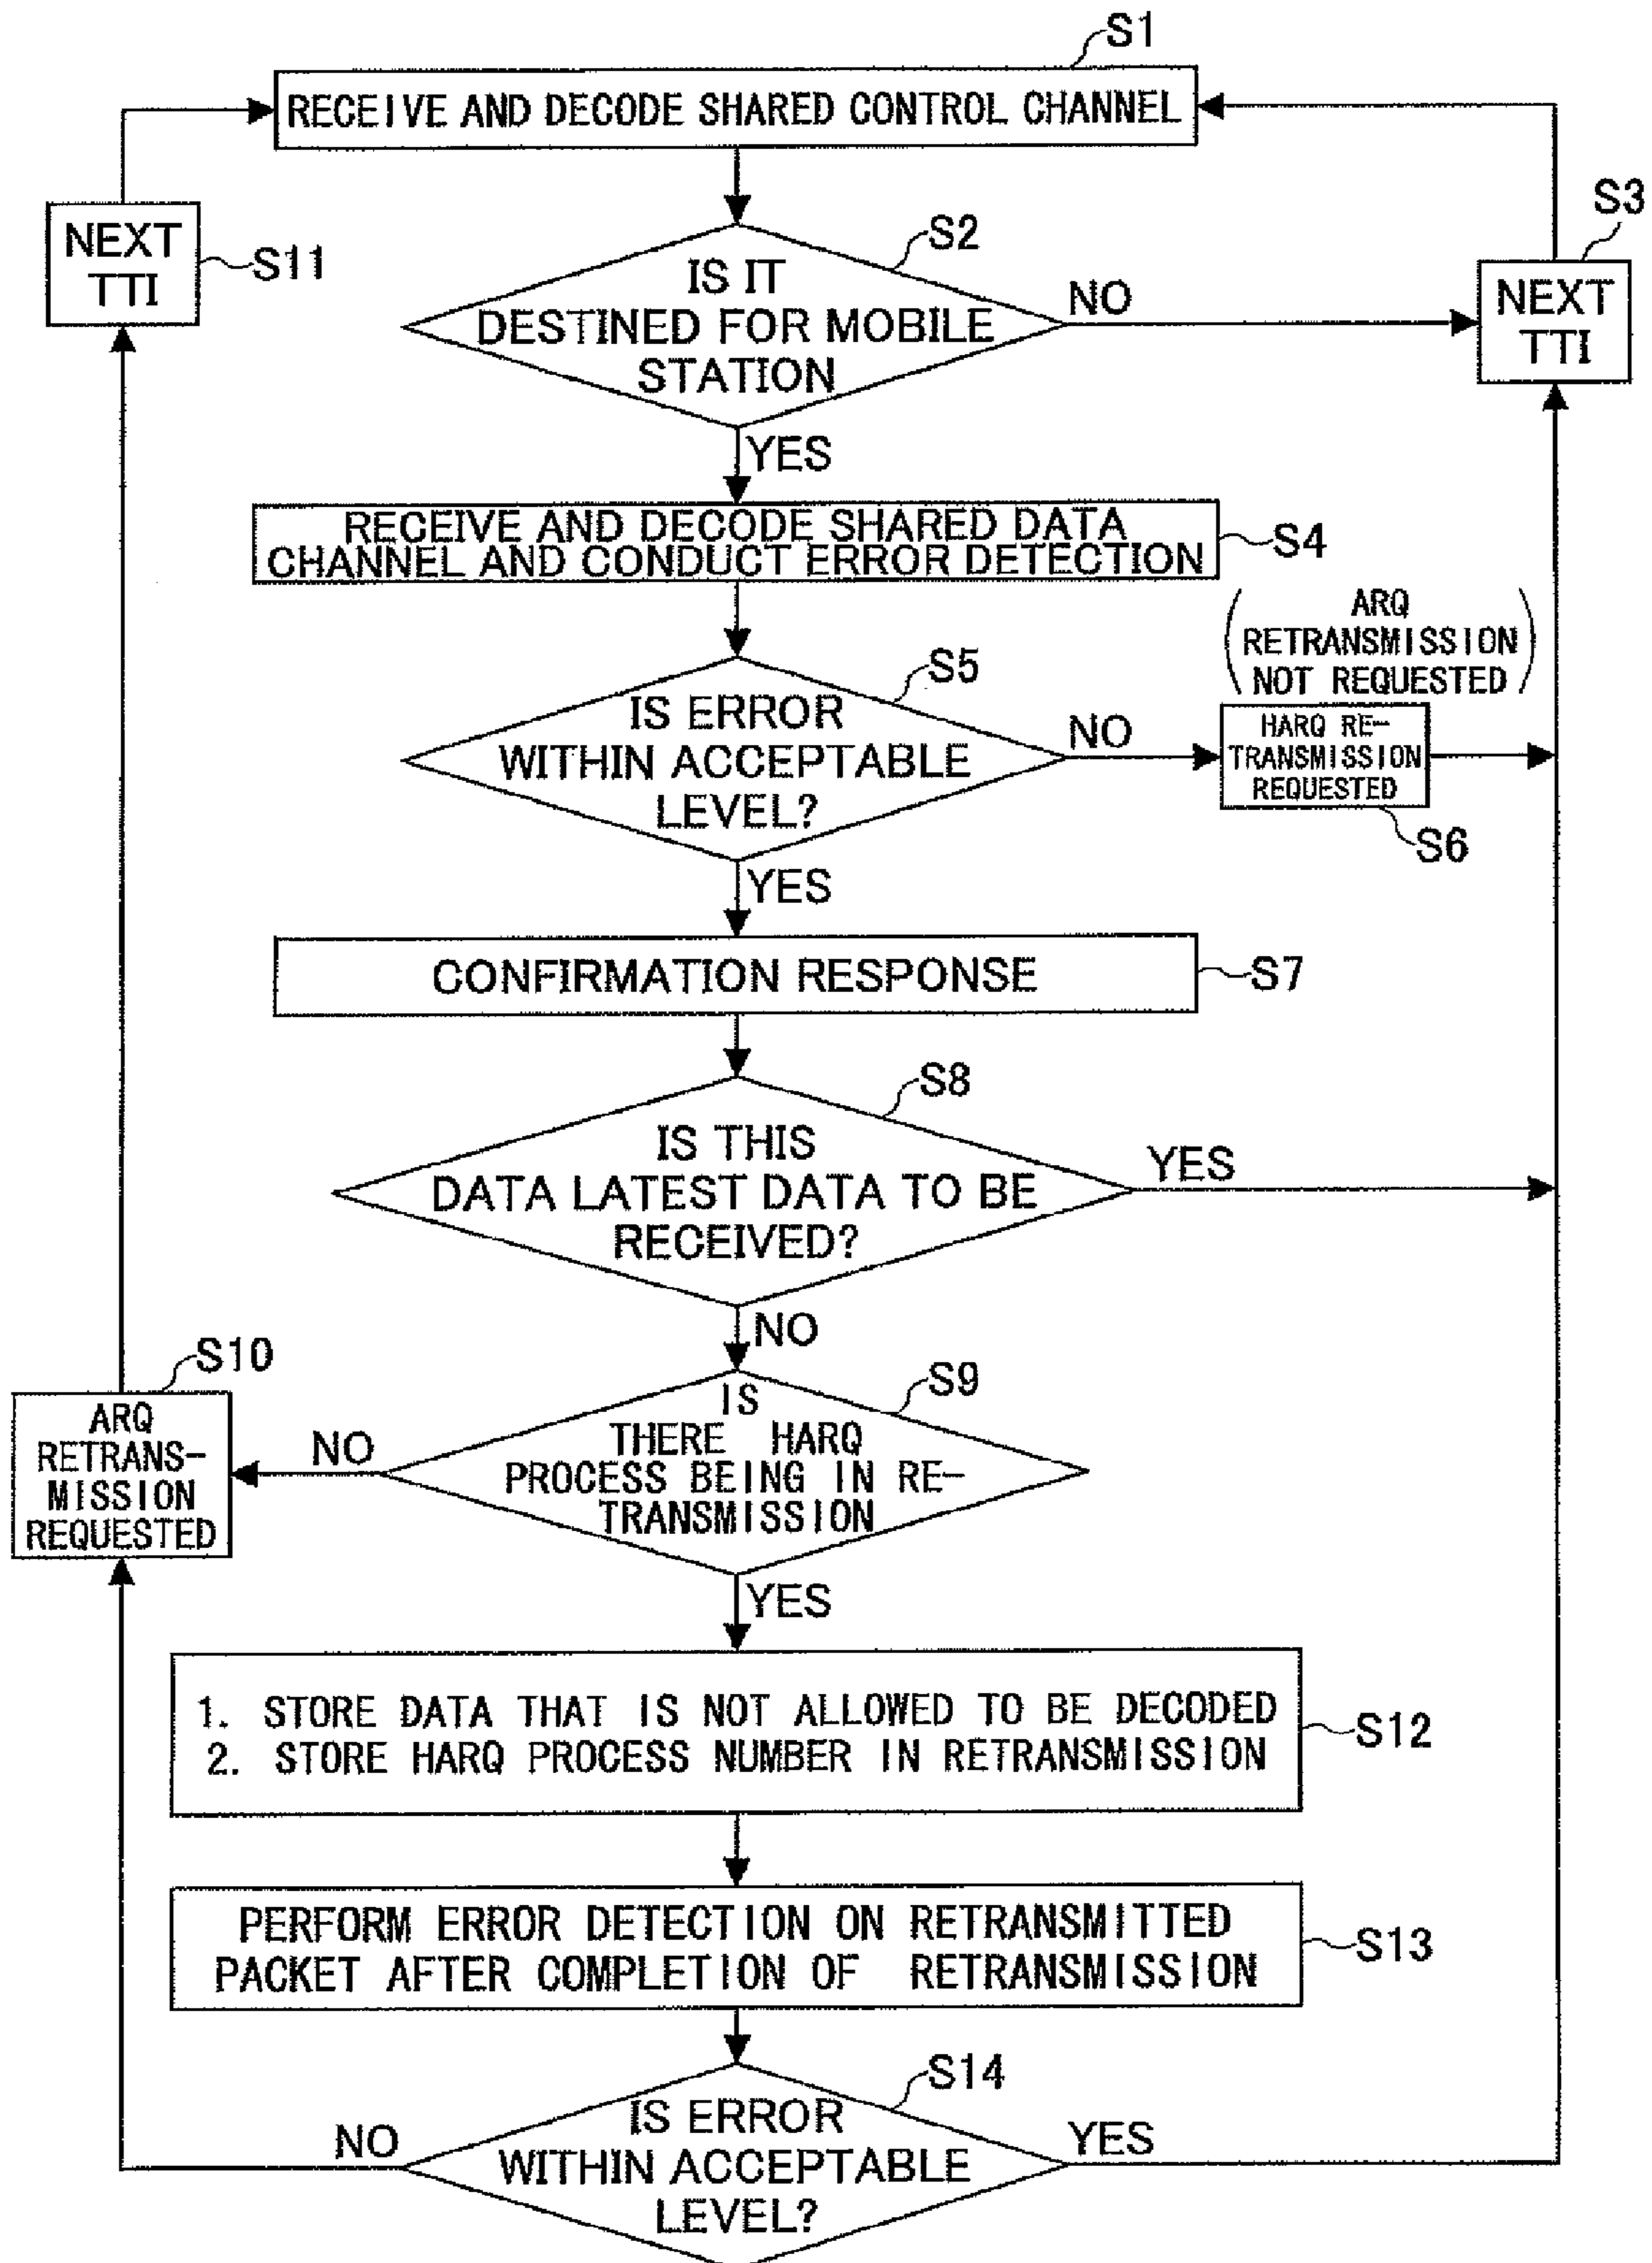 S1
RECEIVE AND DECODE SHARED CONTROL CHANNEL
NEXT
TTI
S11
S2
IS IT
DESTINED FOR MOBILE
STATION
NO
S3
NEXT
TTI
YES
RECEIVE AND DECODE SHARED DATA
CHANNEL AND CONDUCT ERROR DETECTION
S4
(ARQ
RETRANSMISSION
NOT REQUESTED)
S5
IS ERROR
WITHIN ACCEPTABLE
LEVEL?
NO
HARQ RE-
TRANSMISSION
REQUESTED
S6
YES
CONFIRMATION RESPONSE
S7
S8
IS THIS
DATA LATEST DATA TO BE
RECEIVED?
YES
NO
S10
ARQ
RETRANS-
MISSION
REQUESTED
NO
S9
IS
THERE HARQ
PROCESS BEING IN RE-
TRANSMISSION
YES
1. STORE DATA THAT IS NOT ALLOWED TO BE DECODED
2. STORE HARQ PROCESS NUMBER IN RETRANSMISSION
S12
PERFORM ERROR DETECTION ON RETRANSMITTED
PACKET AFTER COMPLETION OF RETRANSMISSION
S13
S14
NO
IS ERROR
WITHIN ACCEPTABLE
LEVEL?
YES